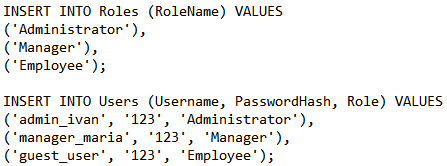 INSERT INTO Roles (RoleName) VALUES
('Administrator'),
('Manager'),
('Employee');
INSERT INTO Users (Username, PasswordHash, Role) VALUES
('admin_ivan', '123', 'Administrator'),
('manager_maria', '123', 'Manager'),
('guest_user', '123', 'Employee');